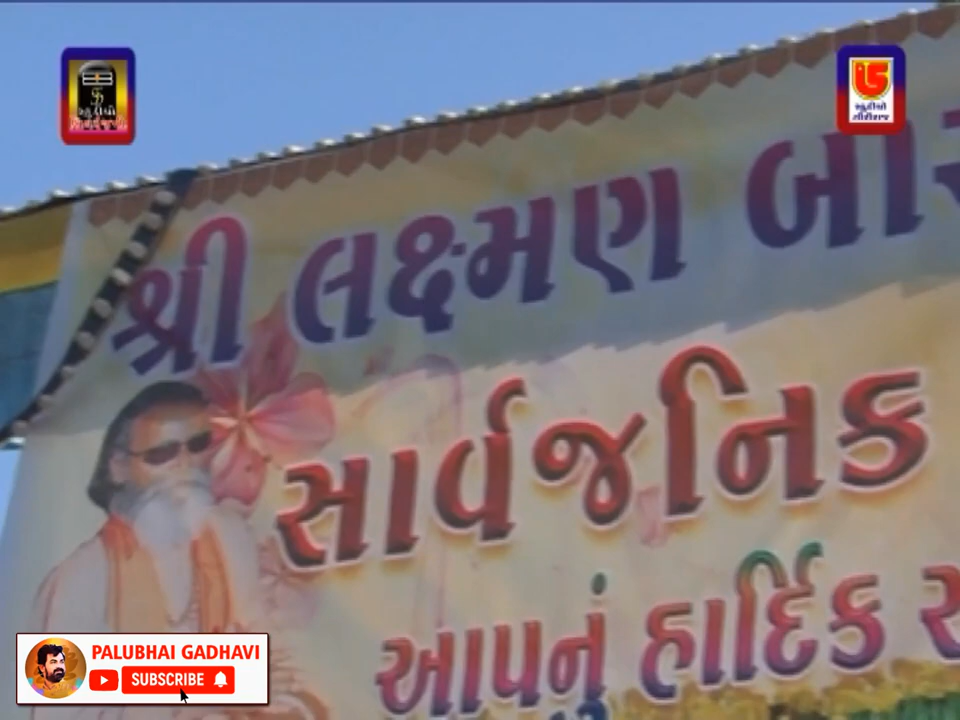 શ્રી લક્ષ્મણ
સાર્વજનિક
આપનું હાર્દિક
PALUBHAI GADHAVI
SUBSCRIBE